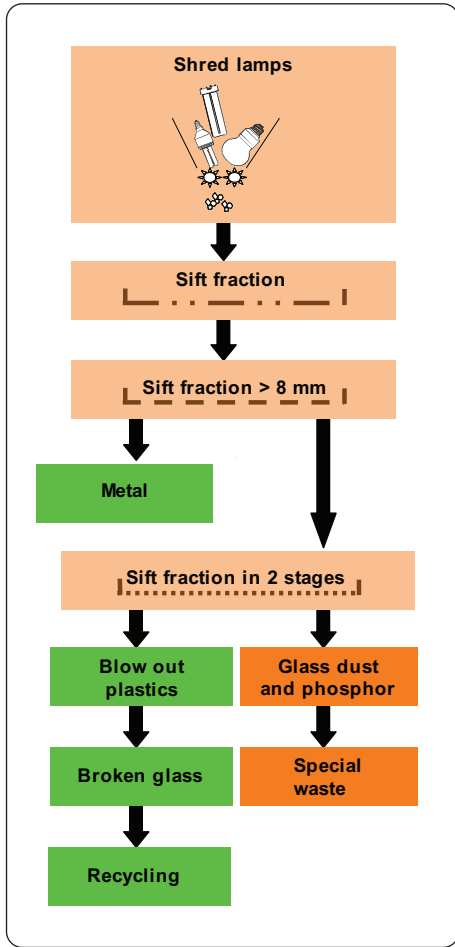 Shred lamps
Sift fraction
Sift fraction > 8 mm
Metal
Sift fraction in 2 stages
Blow out
plastics
Glass dust
and phosphor
Broken glass
Special
waste
Recycling